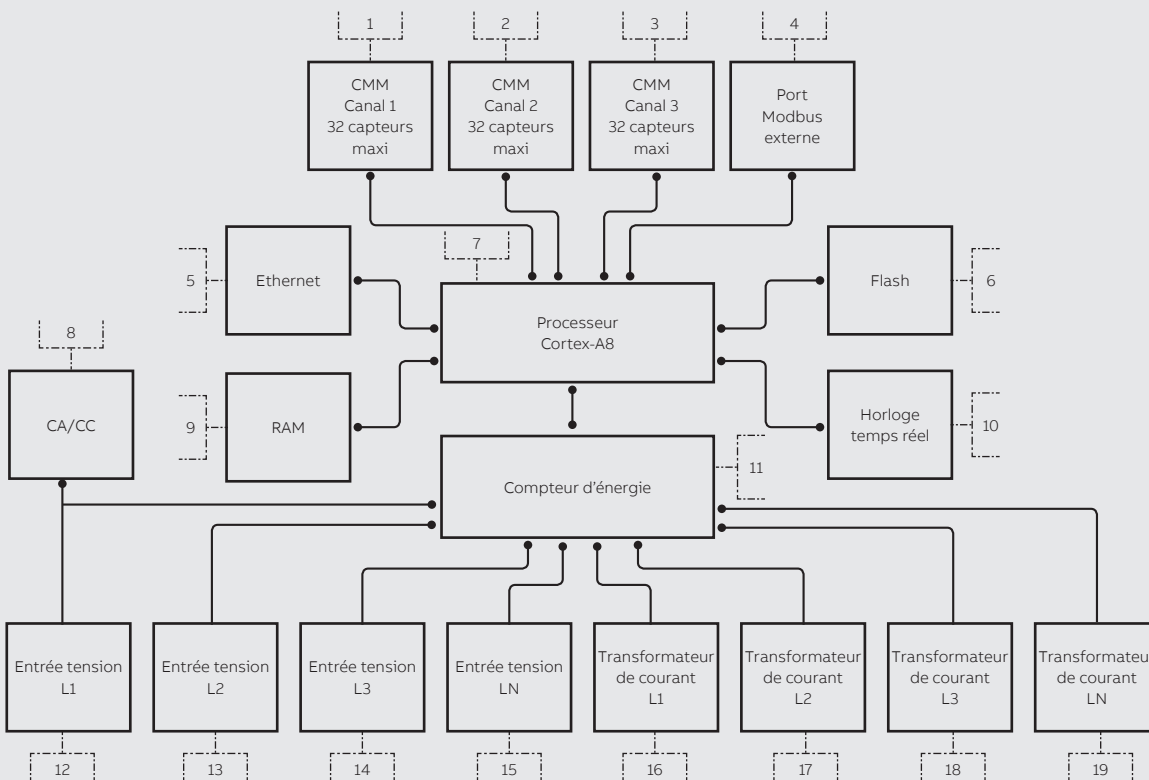 1
2
3
4
CMM
Canal 1
32 capteurs
maxi
CMM
Canal 2
32 capteurs
maxi
CMM
Canal 3
32 capteurs
maxi
Port
Modbus
externe
5
Ethernet
7
Processeur
Cortex-A8
Flash
6
8
CA/CC
9
RAM
Horloge
temps réel
10
Compteur d'énergie
11
Entrée tension
L1
Entrée tension
L2
Entrée tension
L3
Entrée tension
LN
Transformateur
de courant
L1
Transformateur
de courant
L2
Transformateur
de courant
L3
Transformateur
de courant
LN
12
13
14
15
16
17
18
19